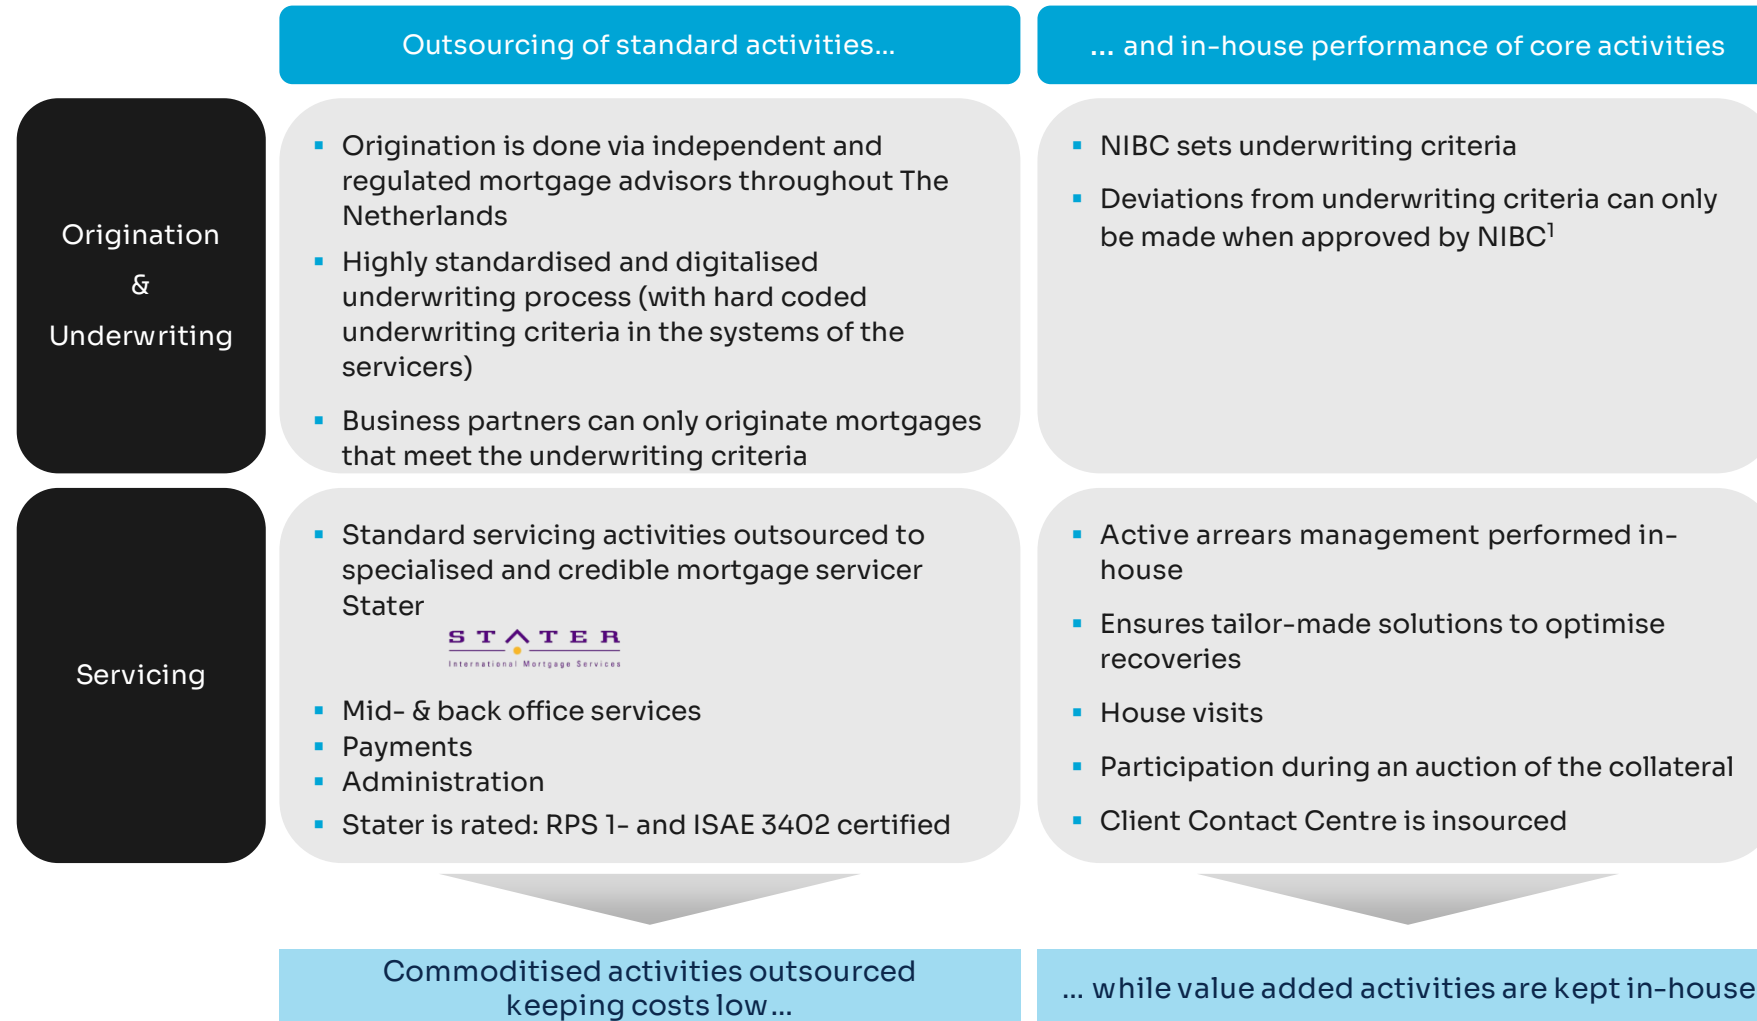 Outsourcing of standard activities...
... and in-house performance of core activities
Origination
&
Underwriting
▪ Origination is done via independent and
regulated mortgage advisors throughout The
Netherlands
▪ Highly standardised and digitalised
underwriting process (with hard coded
underwriting criteria in the systems of the
servicers)
▪ Business partners can only originate mortgages
that meet the underwriting criteria
▪ NIBC sets underwriting criteria
▪ Deviations from underwriting criteria can only
be made when approved by NIBC¹
Servicing
▪ Standard servicing activities outsourced to
specialised and credible mortgage servicer
Stater
STATER
International Mortgage Services
▪ Mid- & back office services
▪ Payments
▪ Administration
▪ Stater is rated: RPS 1- and ISAE 3402 certified
▪ Active arrears management performed in-
house
▪ Ensures tailor-made solutions to optimise
recoveries
▪ House visits
▪ Participation during an auction of the collateral
▪ Client Contact Centre is insourced
Commoditised activities outsourced
keeping costs low...
... while value added activities are kept in-house